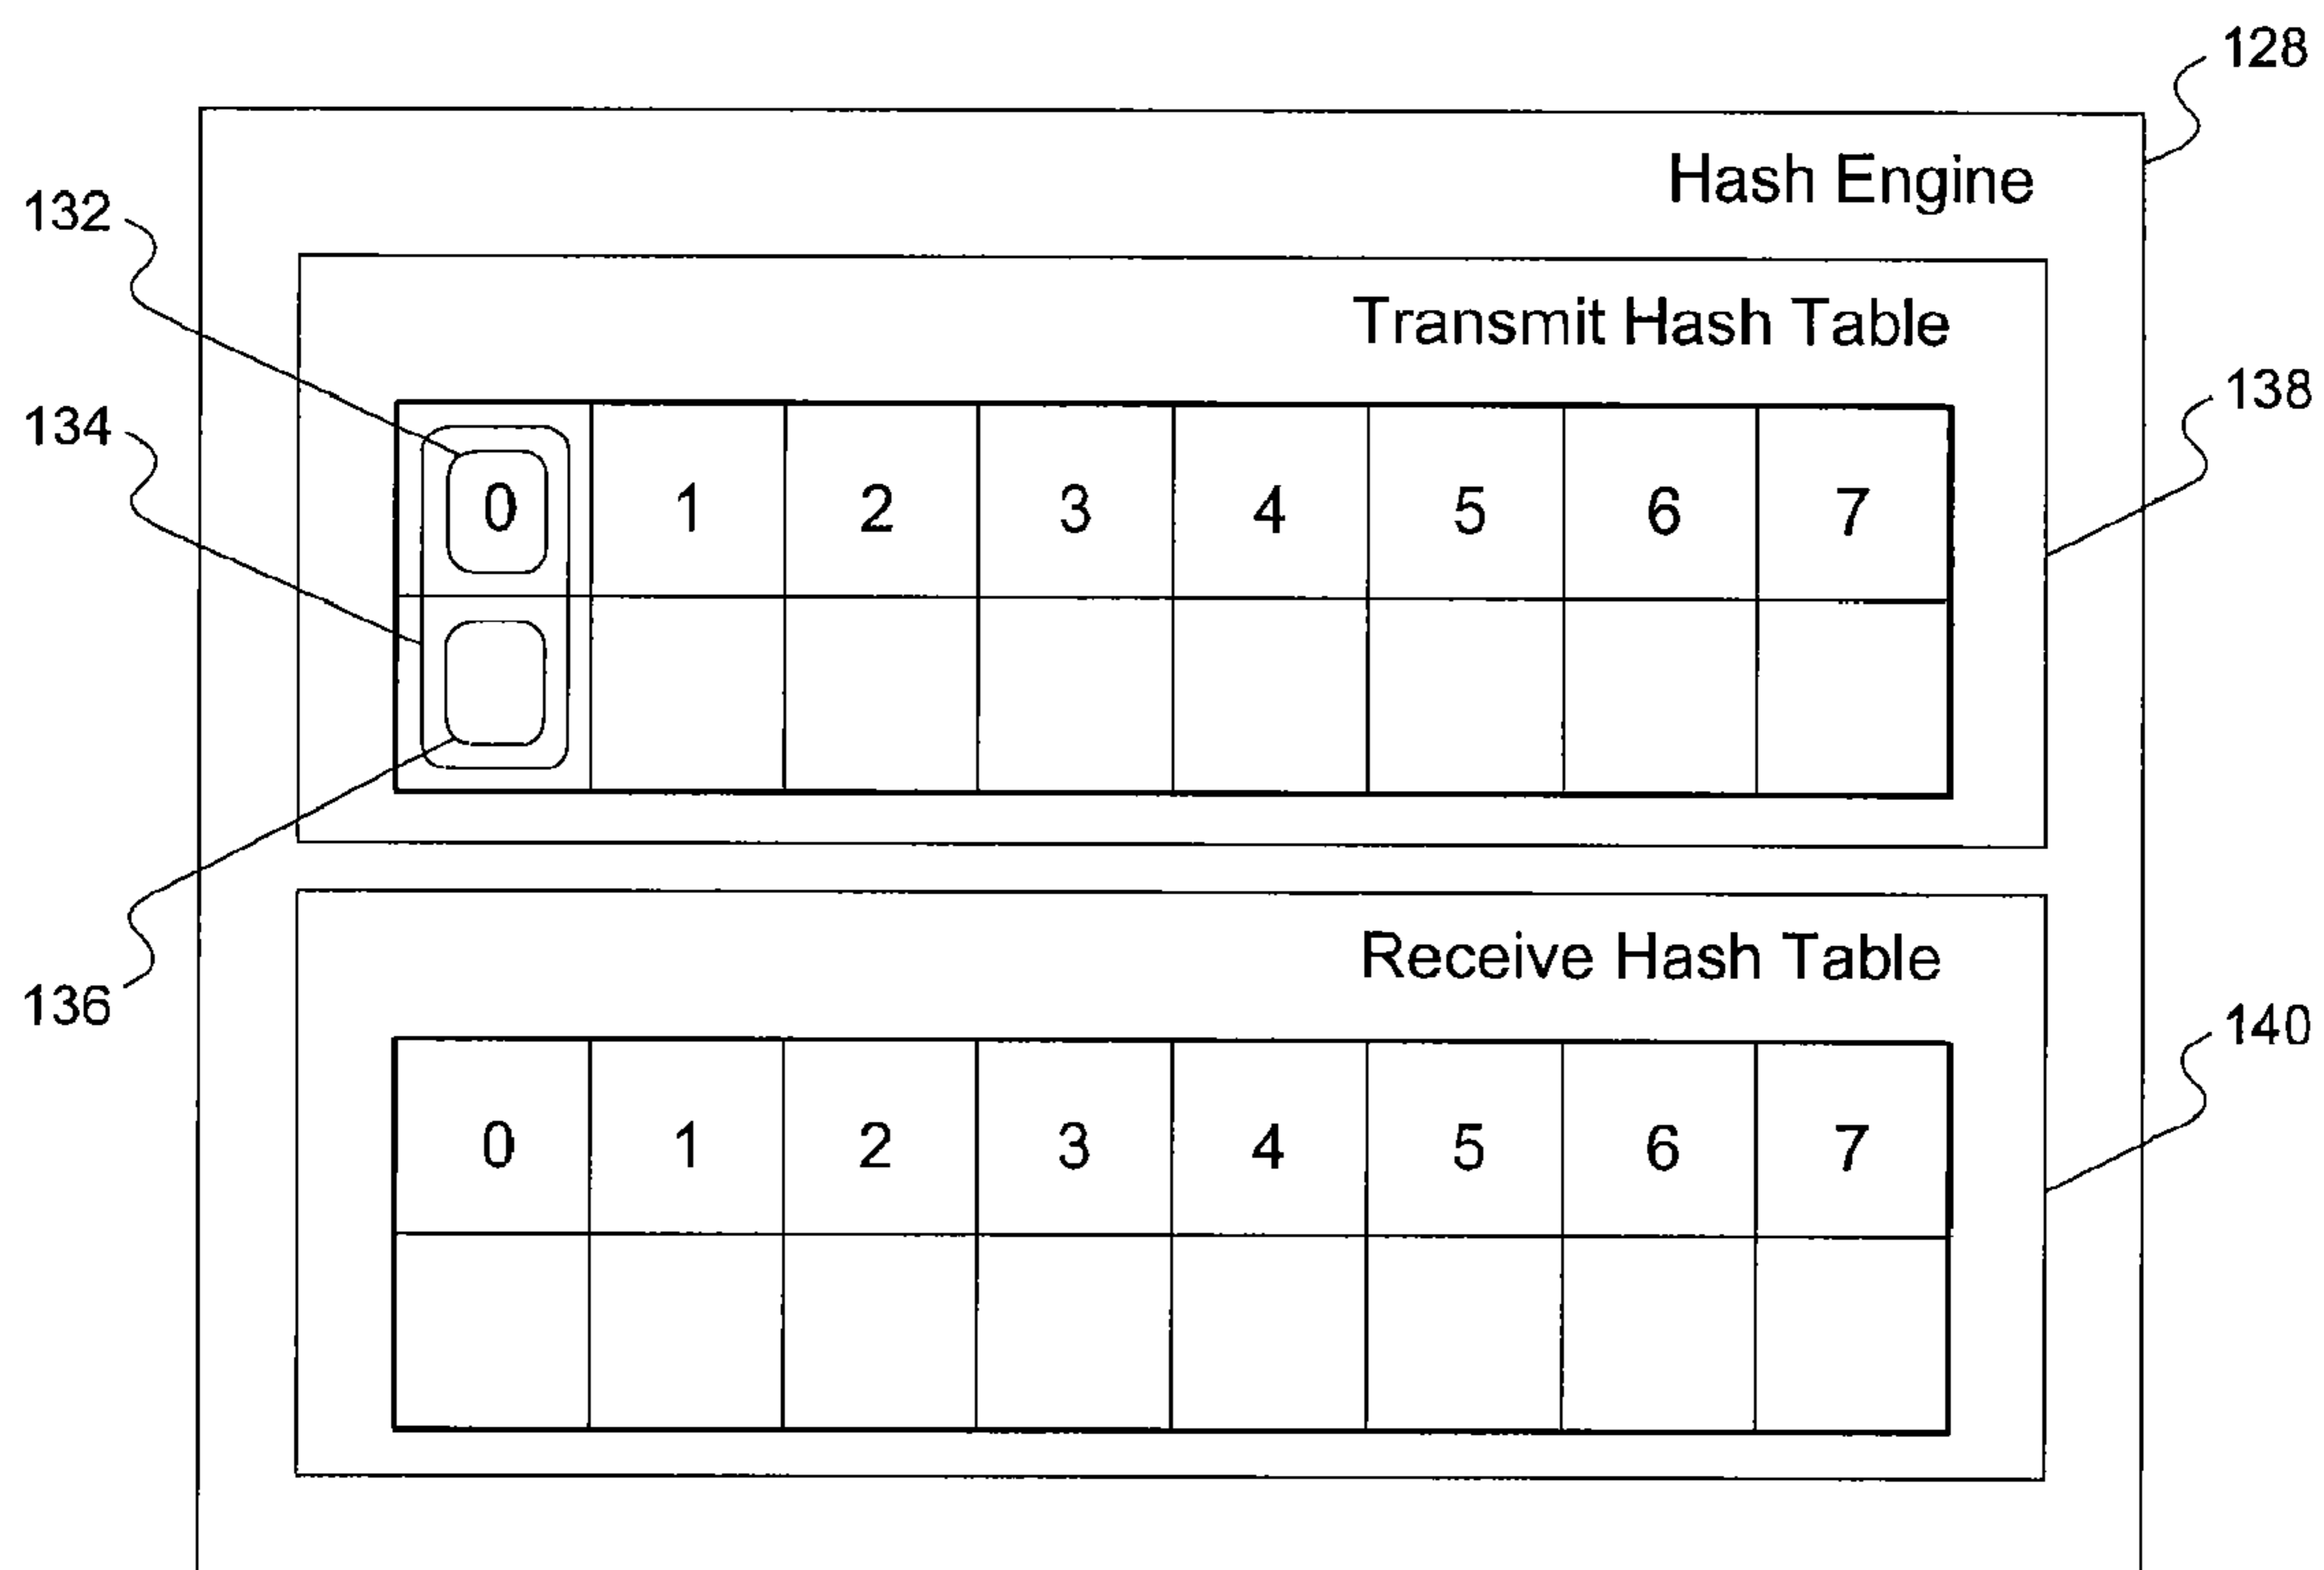 128
Hash Engine
132
Transmit Hash Table
138
134
0 1 2 3 4 5 6 7
136
Receive Hash Table
140
0 1 2 3 4 5 6 7